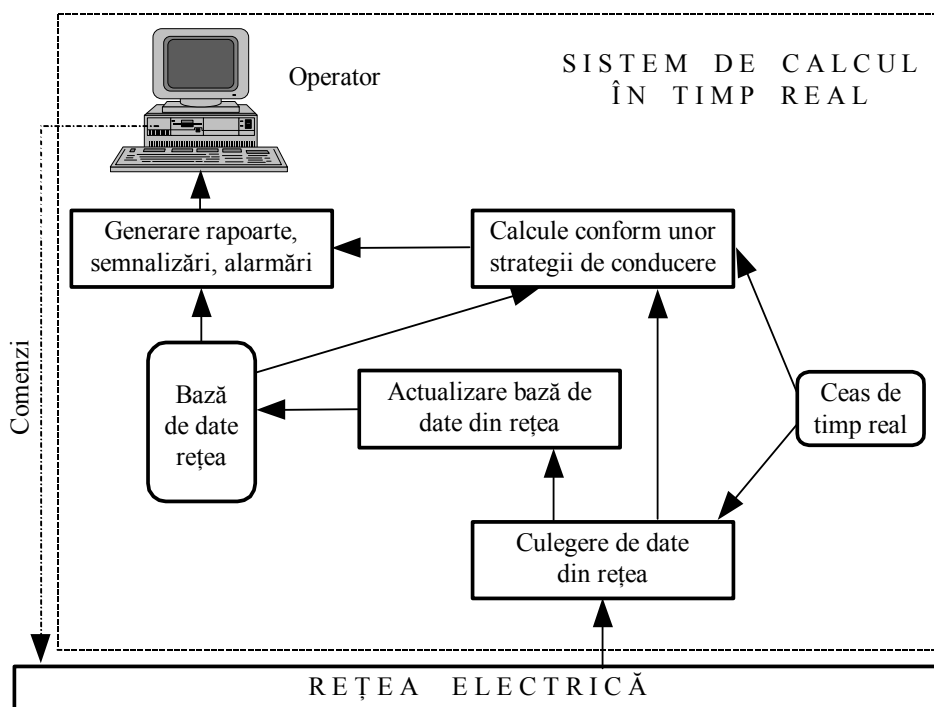 Operator
SISTEM DE CALCUL
ÎN TIMP REAL
Generare rapoarte,
semnalizări, alarmări
Calcule conform unor
strategii de conducere
Comenzi
Bază
de date
rețea
Actualizare bază de
date din rețea
Ceas de
timp real
Culegere de date
din rețea
REȚEA ELECTRICĂ